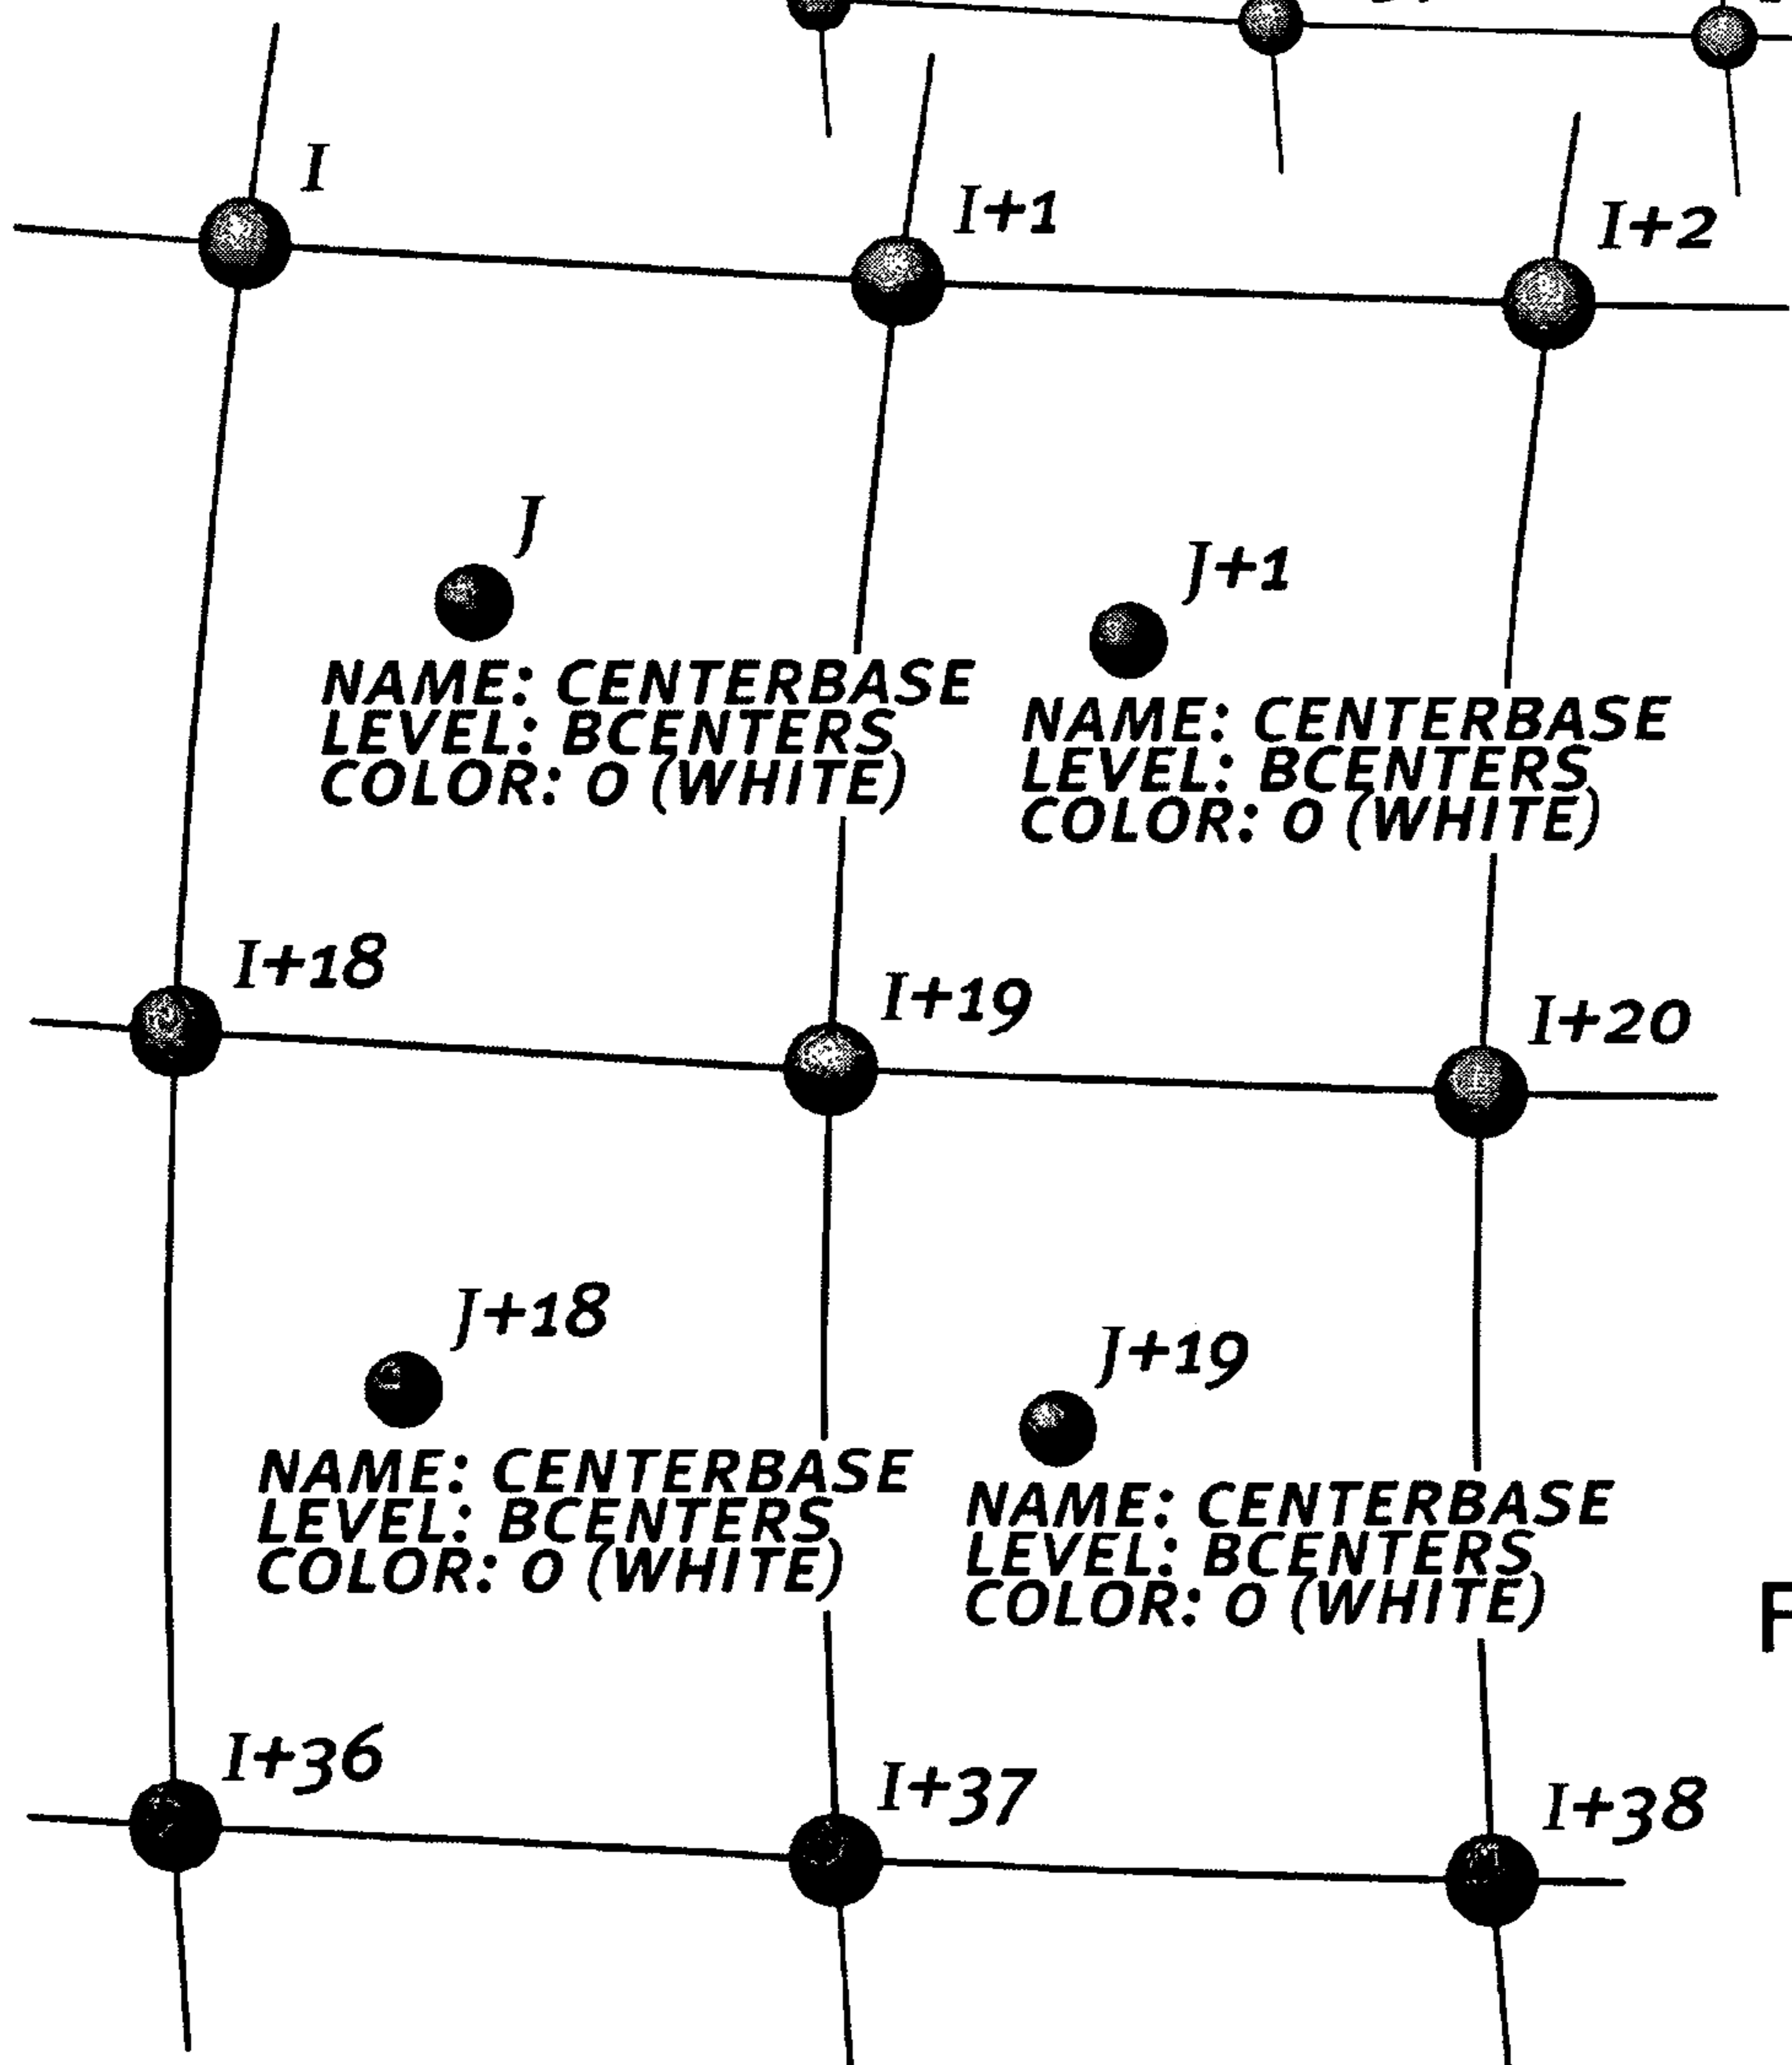 I
I+1
I+2
J
J+1
NAME: CENTERBASE
LEVEL: BCENTERS
COLOR: 0 (WHITE)
NAME: CENTERBASE
LEVEL: BCENTERS
COLOR: 0 (WHITE)
I+18
I+19
I+20
J+18
J+19
NAME: CENTERBASE
LEVEL: BCENTERS
COLOR: 0 (WHITE)
NAME: CENTERBASE
LEVEL: BCENTERS
COLOR: 0 (WHITE)
I+36
I+37
I+38